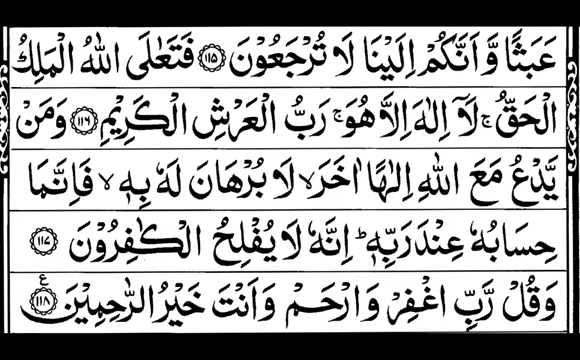 عَبَثًا وَّاَنَّكُمْ اِلَيْنَا لَا تُرْجَعُوْنَ ﴿۱۱۵﴾ فَتَعٰلَى اللّٰهُ الْمَلِكُ
الْحَقُّ ۚ لَاۤ اِلٰهَ اِلَّا هُوَ ۚ رَبُّ الْعَرْشِ الْكَرِيْمِ ﴿۱۱۶﴾ وَمَنْ
يَّدْعُ مَعَ اللّٰهِ اِلٰهًا اٰخَرَ ۙ لَا بُرْهَانَ لَهٗ بِهٖ ۙ فَاِنَّمَا
حِسَابُهٗ عِنْدَ رَبِّهٖ ؕ اِنَّهٗ لَا يُفْلِحُ الْكٰفِرُوْنَ ﴿۱۱۷﴾
وَقُلْ رَّبِّ اغْفِرْ وَارْحَمْ وَاَنْتَ خَيْرُ الرّٰحِمِيْنَ ﴿۱۱۸﴾ ع